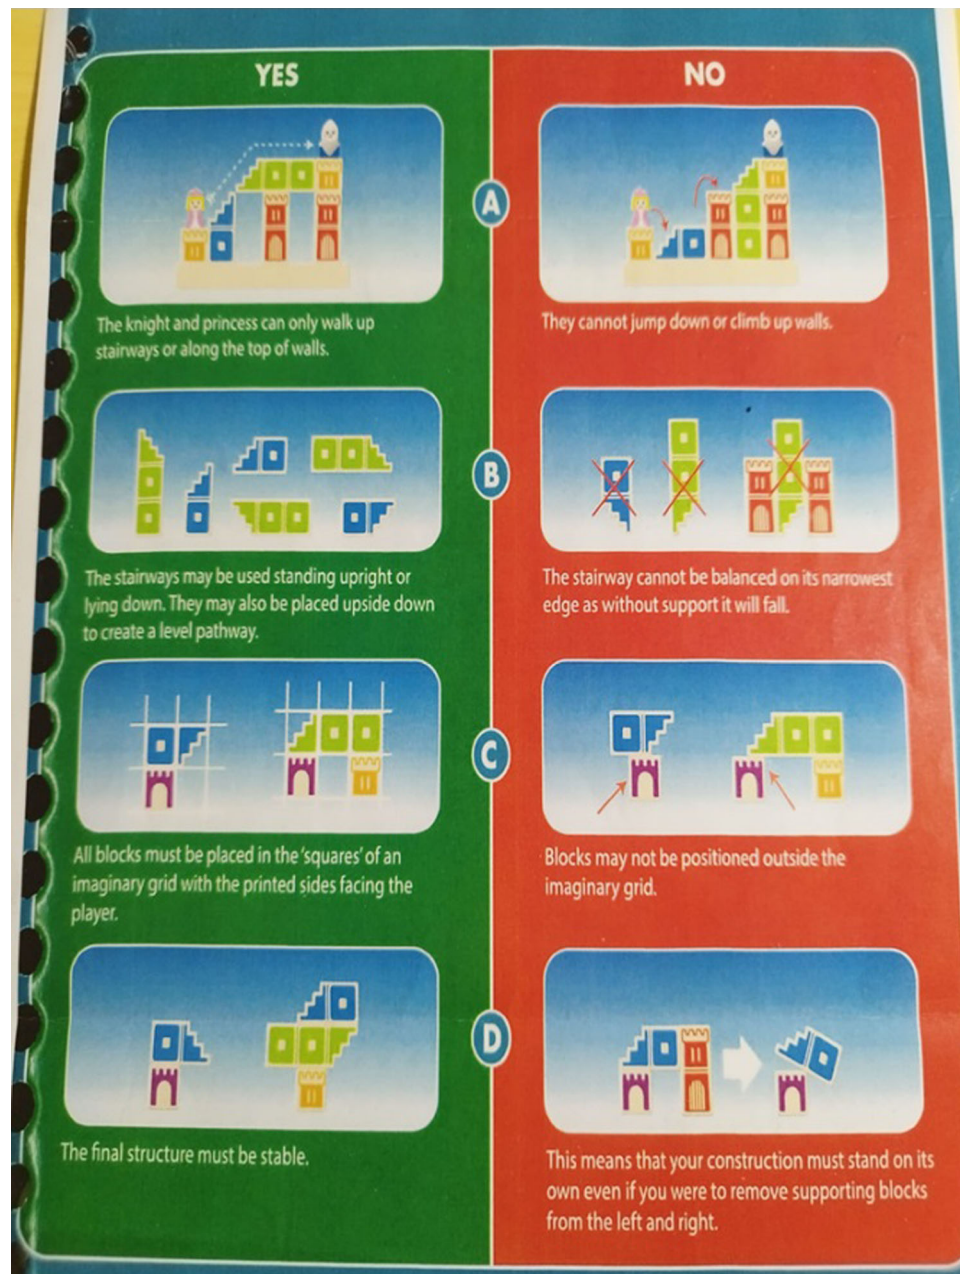 YES
NO
A
The knight and princess can only walk up
stairways or along the top of walls.
They cannot jump down or climb up walls.
B
The stairways may be used standing upright or
lying down. They may also be placed upside down
to create a level pathway.
The stairway cannot be balanced on its narrowest
edge as without support it will fall.
C
All blocks must be placed in the 'squares' of an
imaginary grid with the printed sides facing the
player.
Blocks may not be positioned outside the
imaginary grid.
D
The final structure must be stable.
This means that your construction must stand on its
own even if you were to remove supporting blocks
from the left and right.